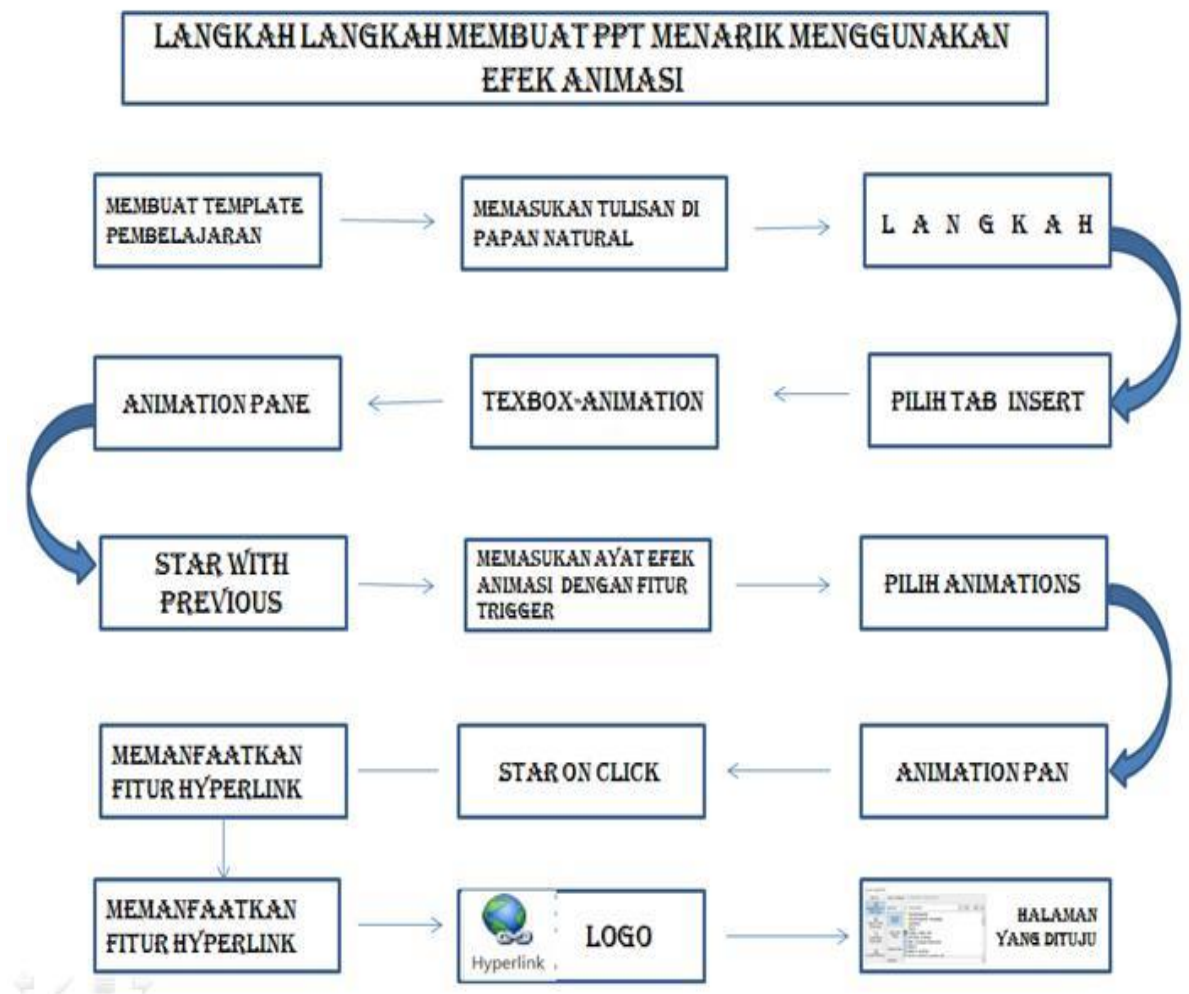 LANGKAH LANGKAH MEMBUAT PPT MENARIK MENGGUNAKAN
EFEK ANIMASI
MEMBUAT TEMPLATE
PEMBELAJARAN
MEMASUKAN TULISAN DI
PAPAN NATURAL
L A N G K A H
PILIH TAB INSERT
TEXBOX-ANIMATION
ANIMATION PANE
STAR WITH
PREVIOUS
MEMASUKAN AYAT EFEK
ANIMASI DENGAN FITUR
TRIGGER
PILIH ANIMATIONS
ANIMATION PAN
STAR ON CLICK
MEMANFAATKAN
FITUR HYPERLINK
MEMANFAATKAN
FITUR HYPERLINK
Hyperlink
LOGO
HALAMAN
YANG DITUJU